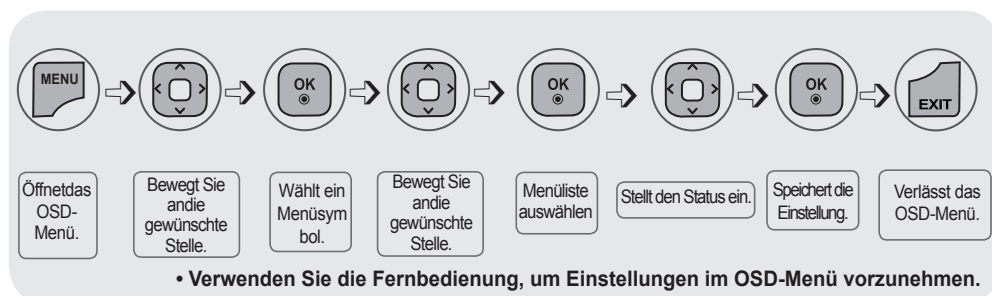 MENU
OK
OK
OK
EXIT
Öffnetdas
OSD-
Menü.
Bewegt Sie
andie
gewünschte
Stelle.
Wählt ein
Menüsym
bol.
Bewegt Sie
andie
gewünschte
Stelle.
Menüliste
auswählen
Stellt den Status ein.
Speichert die
Einstellung.
Verlässt das
OSD-Menü.
• Verwenden Sie die Fernbedienung, um Einstellungen im OSD-Menü vorzunehmen.